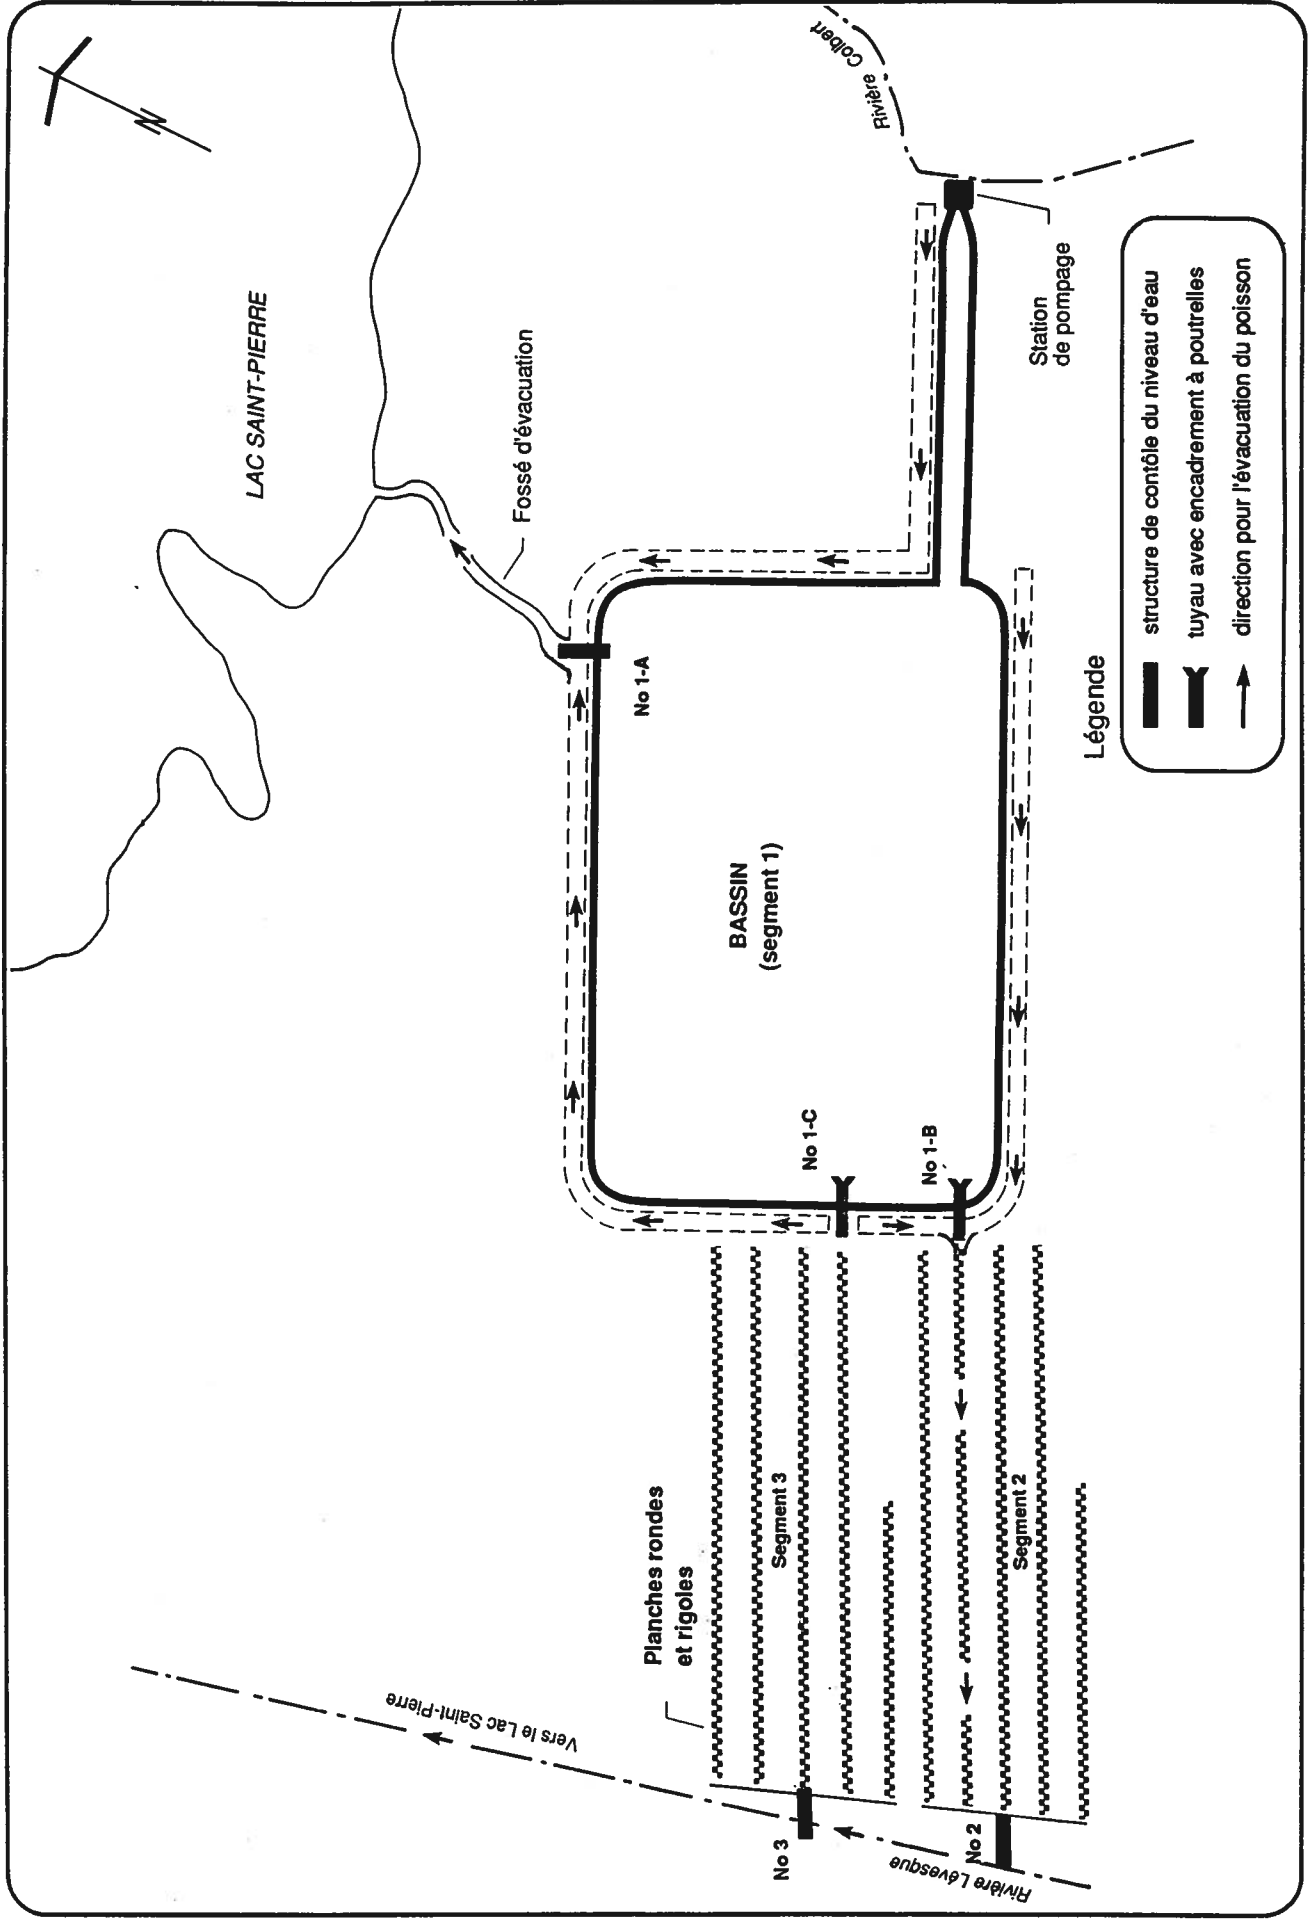 N
LAC SAINT-PIERRE
Rivière Colbert
Fossé d'évacuation
Station
de pompage
No 1-A
BASSIN
(segment 1)
No 1-C
No 1-B
Planches rondes
et rigoles
Segment 3
Segment 2
Vers le Lac Saint-Pierre
No 3
No 2
Rivière Lévesque
Légende
structure de contôle du niveau d'eau
tuyau avec encadrement à poutrelles
direction pour l'évacuation du poisson